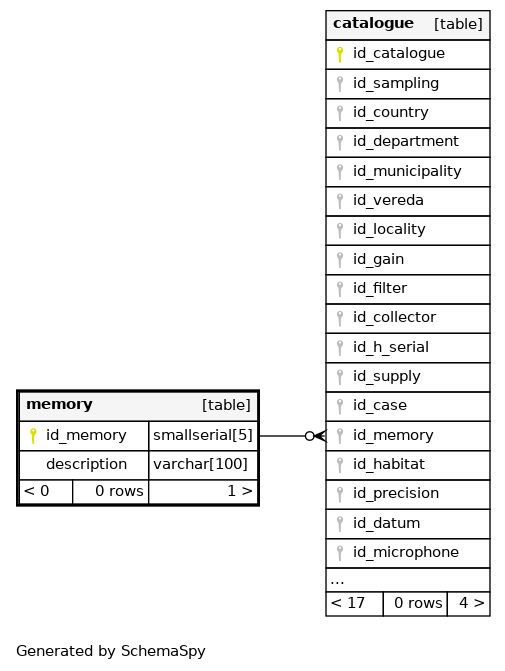 catalogue [table]
id_catalogue
id_sampling
id_country
id_department
id_municipality
id_vereda
id_locality
id_gain
id_filter
id_collector
id_h_serial
id_supply
id_case
id_memory
id_habitat
id_precision
id_datum
id_microphone
...
< 17 0 rows 4 >
memory [table]
id_memory smallserial[5]
description varchar[100]
< 0 0 rows 1 >
Generated by SchemaSpy